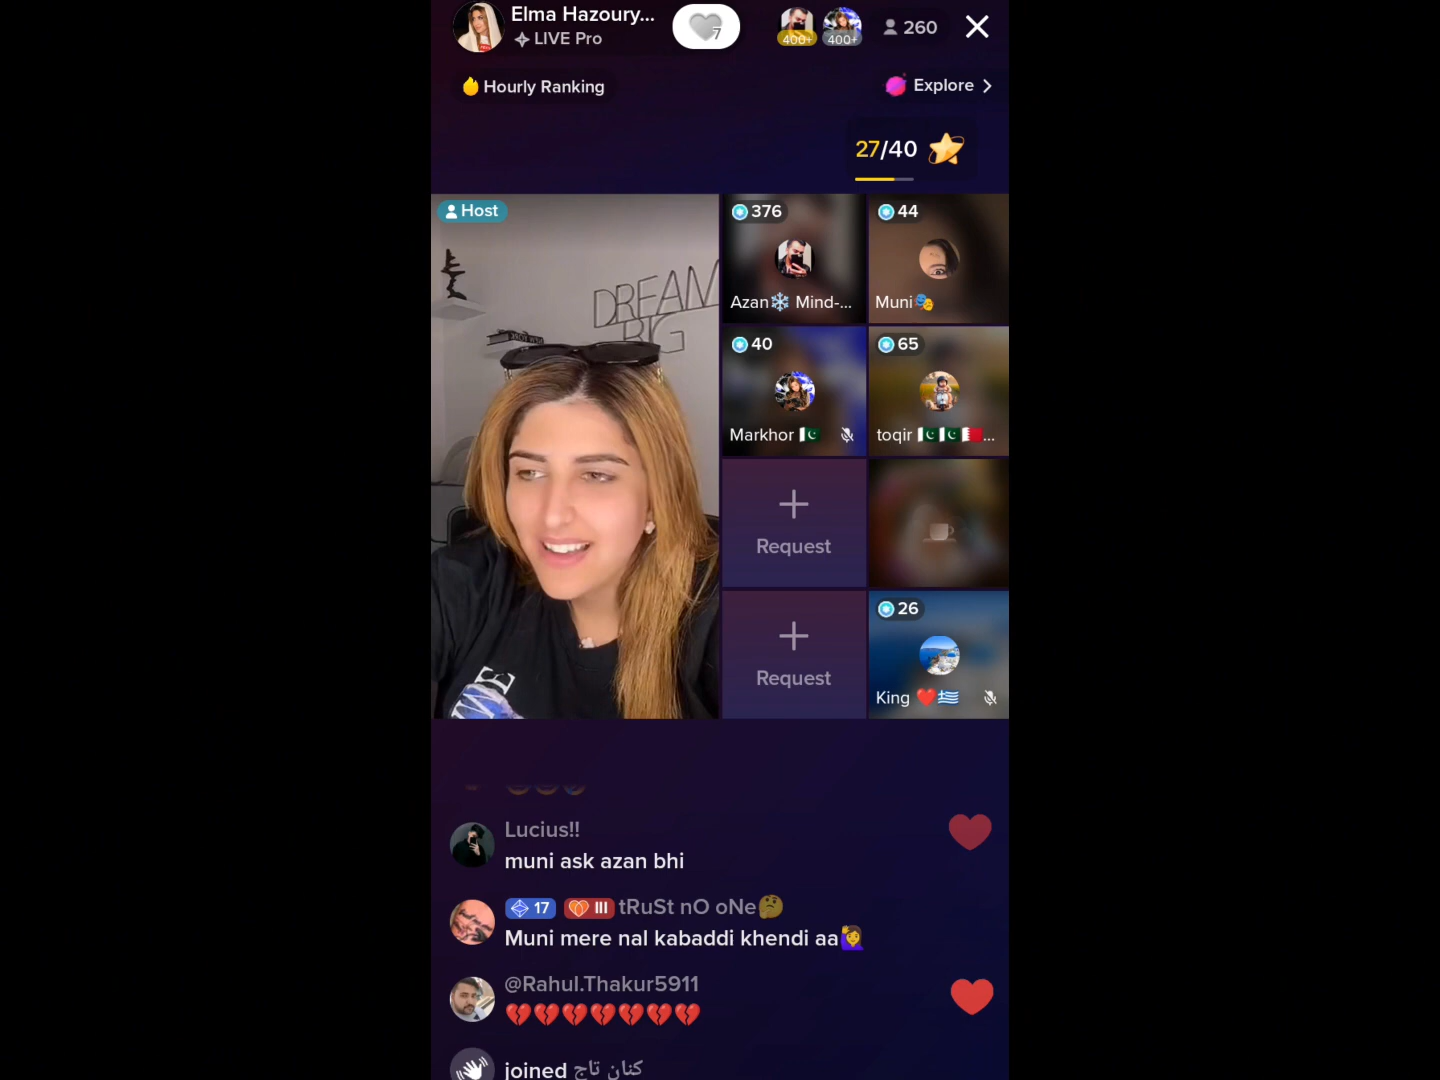 Elma Hazoury...
LIVE Pro
7
400+
400+
260
Hourly Ranking
Explore
27/40
Host
DREAM
BIG
376
Azan❄️ Mind-...
44
Muni🎭
40
Markhor 🇵🇰
65
toqir 🇵🇰🇵🇰🇧🇭...
Request
Request
26
King ❤️🇬🇷
Lucius!!
muni ask azan bhi
17 III tRuSt nO oNe🤔
Muni mere nal kabaddi khendi aa🙋‍♀️
@Rahul.Thakur5911
💔💔💔💔💔💔💔
joined كنان تاج